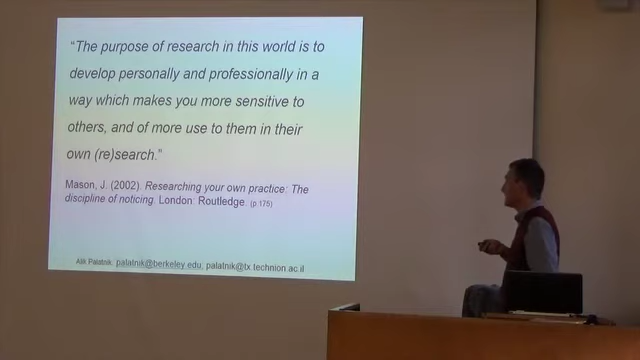 “The purpose of research in this world is to
develop personally and professionally in a
way which makes you more sensitive to
others, and of more use to them in their
own (re)search.”
Mason, J. (2002). Researching your own practice: The
discipline of noticing. London: Routledge. (p 175)
Alik Palatnik: palatnik@berkeley.edu; palatnik@tx.technion.ac.il